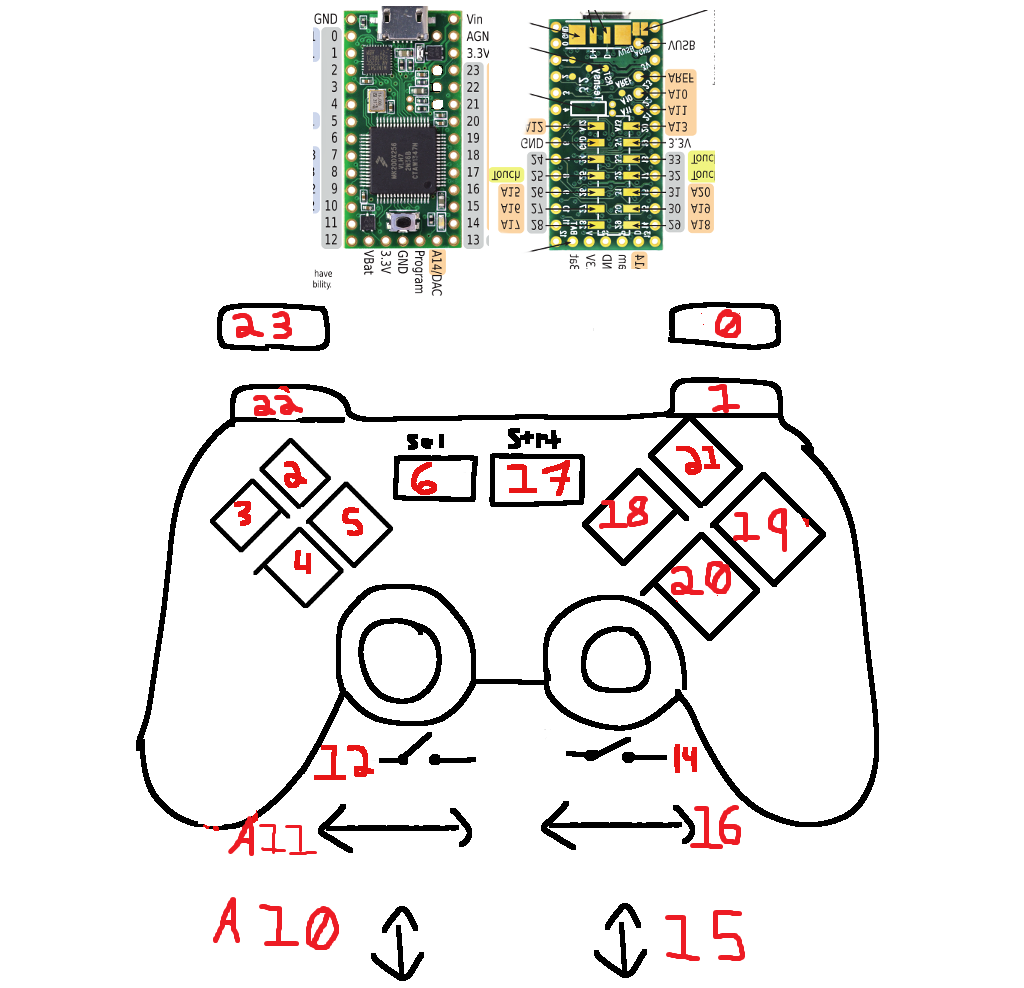 GND
0
1
2
3
4
5
6
7
8
9
10
11
12
Vin
AGN
3.3V
23
22
21
20
19
18
17
16
15
14
13
VBat
3.3V
GND
Program
A14/DAC
have
bility.
VUSB
AREF
A10
A11
A13
3.3V
A12
GND
24
33 Touc
Touch 25
32 Touc
A15 26
31 A20
A16 27
30 A19
A17 28
29 A18
23
0
22
1
Sel
Strt
6
17
2
3
5
4
21
18
19
20
12
14
A11
16
A10
15